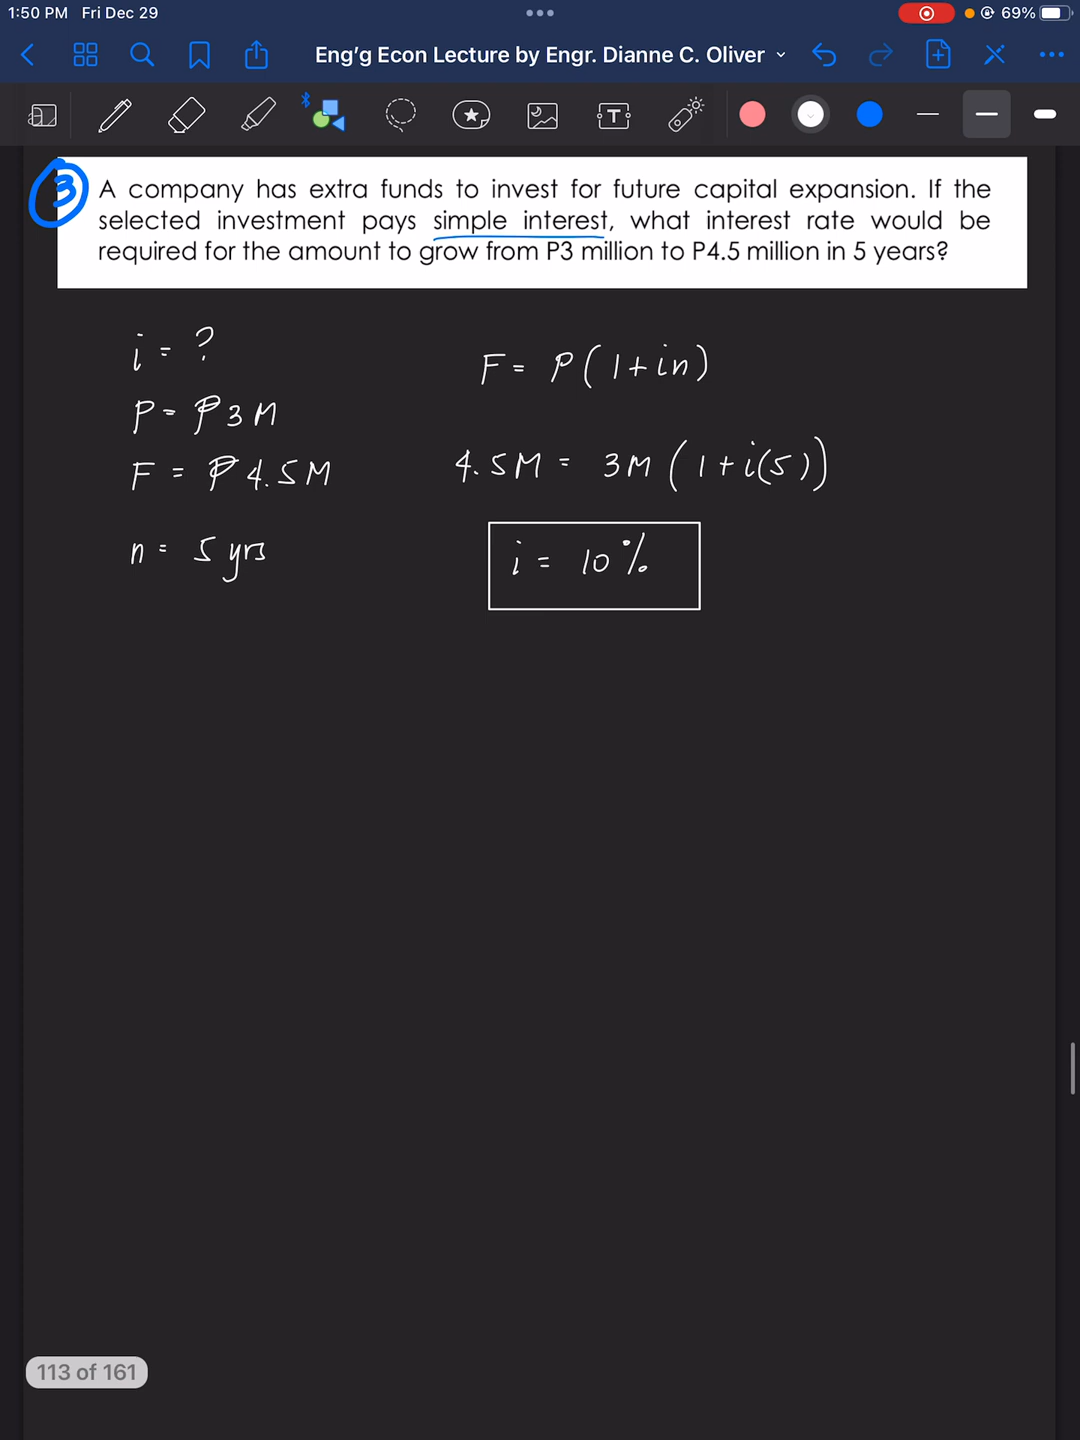 1:50 PM Fri Dec 29
69%
Eng'g Econ Lecture by Engr. Dianne C. Oliver
T
3
A company has extra funds to invest for future capital expansion. If the
selected investment pays simple interest, what interest rate would be
required for the amount to grow from P3 million to P4.5 million in 5 years?
i = ?
P = ₱3M
F = ₱4.5M
n = 5 yrs
F = P(1+in)
4.5M = 3M (1+i(5))
i = 10%
113 of 161